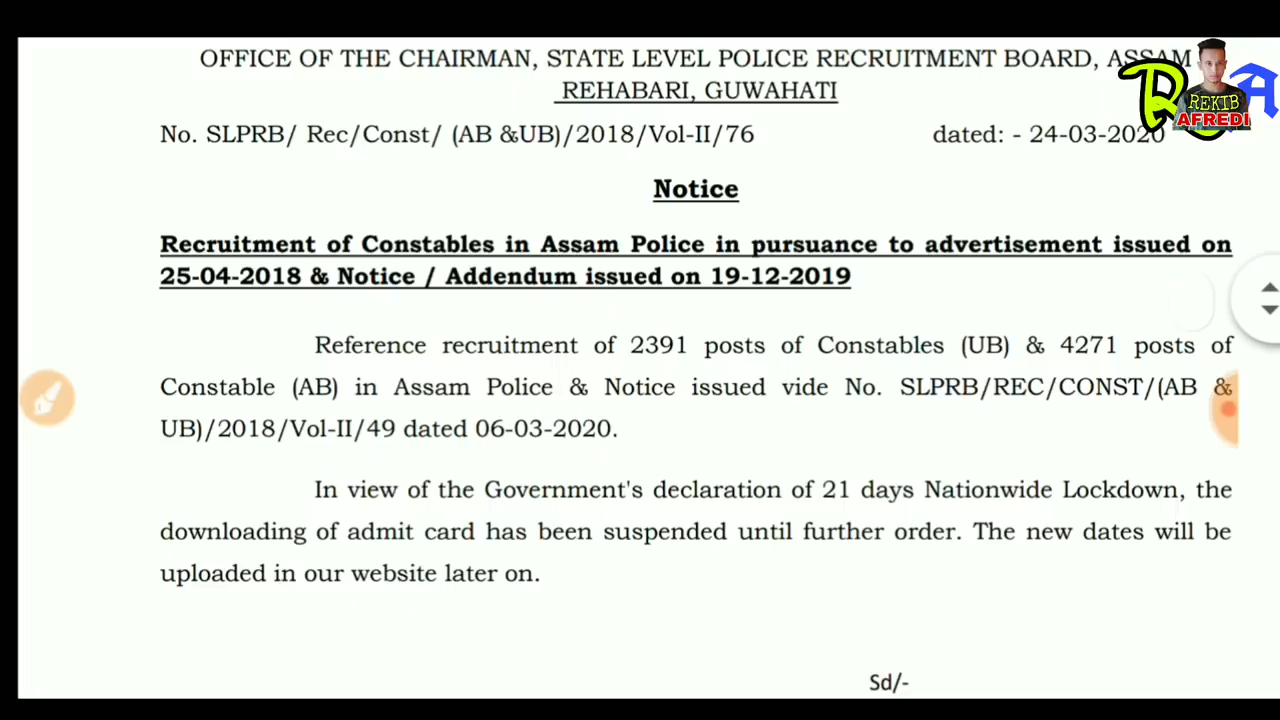 OFFICE OF THE CHAIRMAN, STATE LEVEL POLICE RECRUITMENT BOARD, ASSAM
REHABARI, GUWAHATI
No. SLPRB/ Rec/Const/ (AB &UB)/2018/Vol-II/76 dated: - 24-03-2020
REKIB
AFREDI
Notice
Recruitment of Constables in Assam Police in pursuance to advertisement issued on
25-04-2018 & Notice / Addendum issued on 19-12-2019
Reference recruitment of 2391 posts of Constables (UB) & 4271 posts of
Constable (AB) in Assam Police & Notice issued vide No. SLPRB/REC/CONST/(AB &
UB)/2018/Vol-II/49 dated 06-03-2020.
In view of the Government's declaration of 21 days Nationwide Lockdown, the
downloading of admit card has been suspended until further order. The new dates will be
uploaded in our website later on.
Sd/-